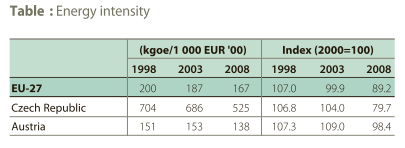 Table : Energy intensity
(kgoe/1 000 EUR '00) Index (2000=100)
1998 2003 2008 1998 2003 2008
EU-27 200 187 167 107.0 99.9 89.2
Czech Republic 704 686 525 106.8 104.0 79.7
Austria 151 153 138 107.3 109.0 98.4